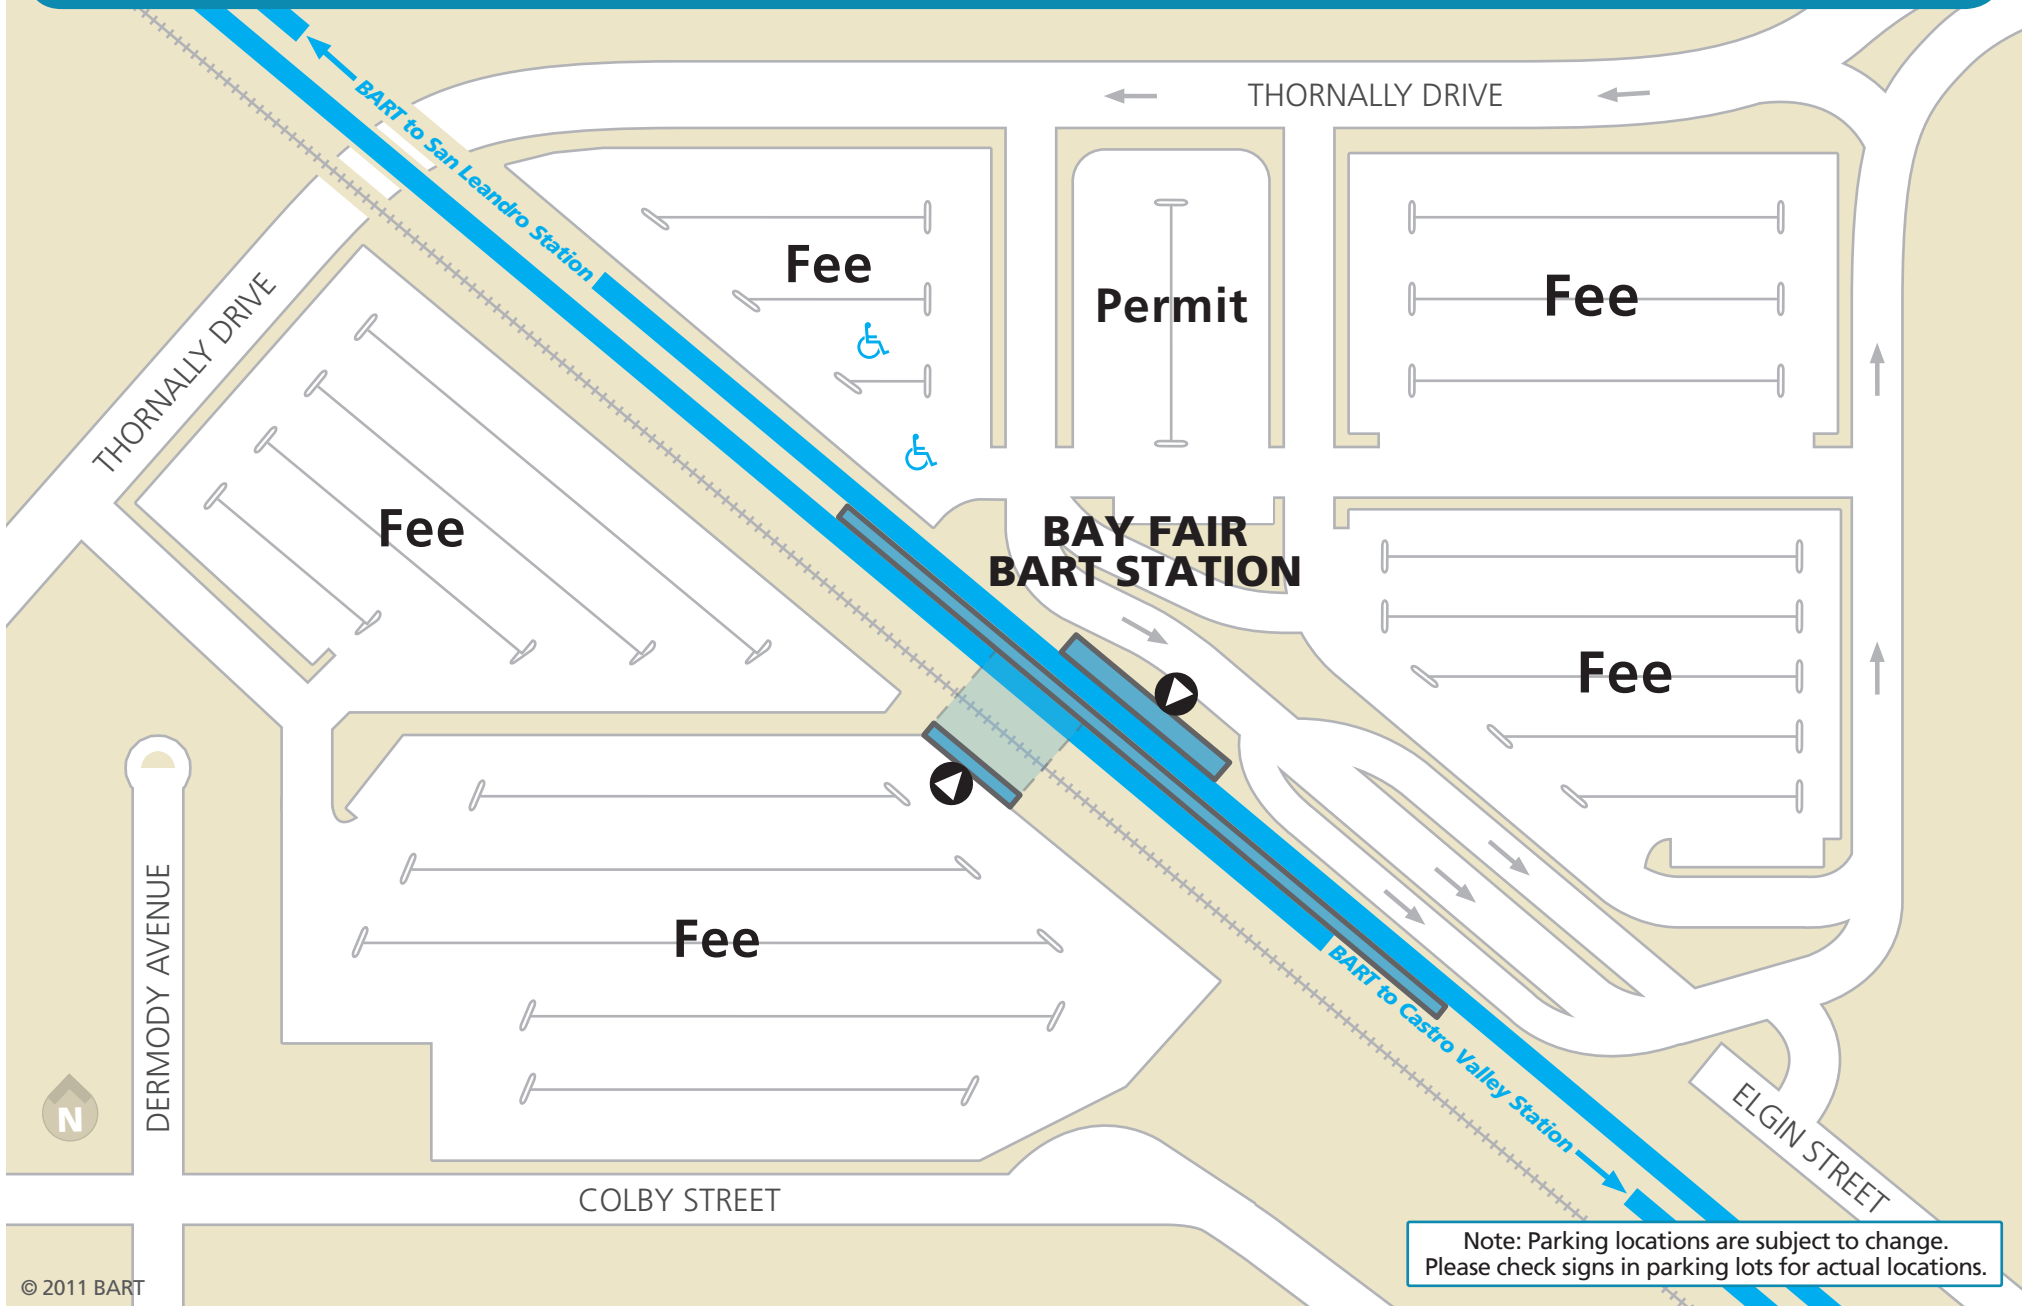 BART to San Leandro Station
THORNALLY DRIVE
Fee
Permit
Fee
THORNALLY DRIVE
Fee
BAY FAIR
BART STATION
Fee
Fee
DERMODY AVENUE
N
BART to Castro Valley Station
ELGIN STREET
COLBY STREET
Note: Parking locations are subject to change.
Please check signs in parking lots for actual locations.
© 2011 BART